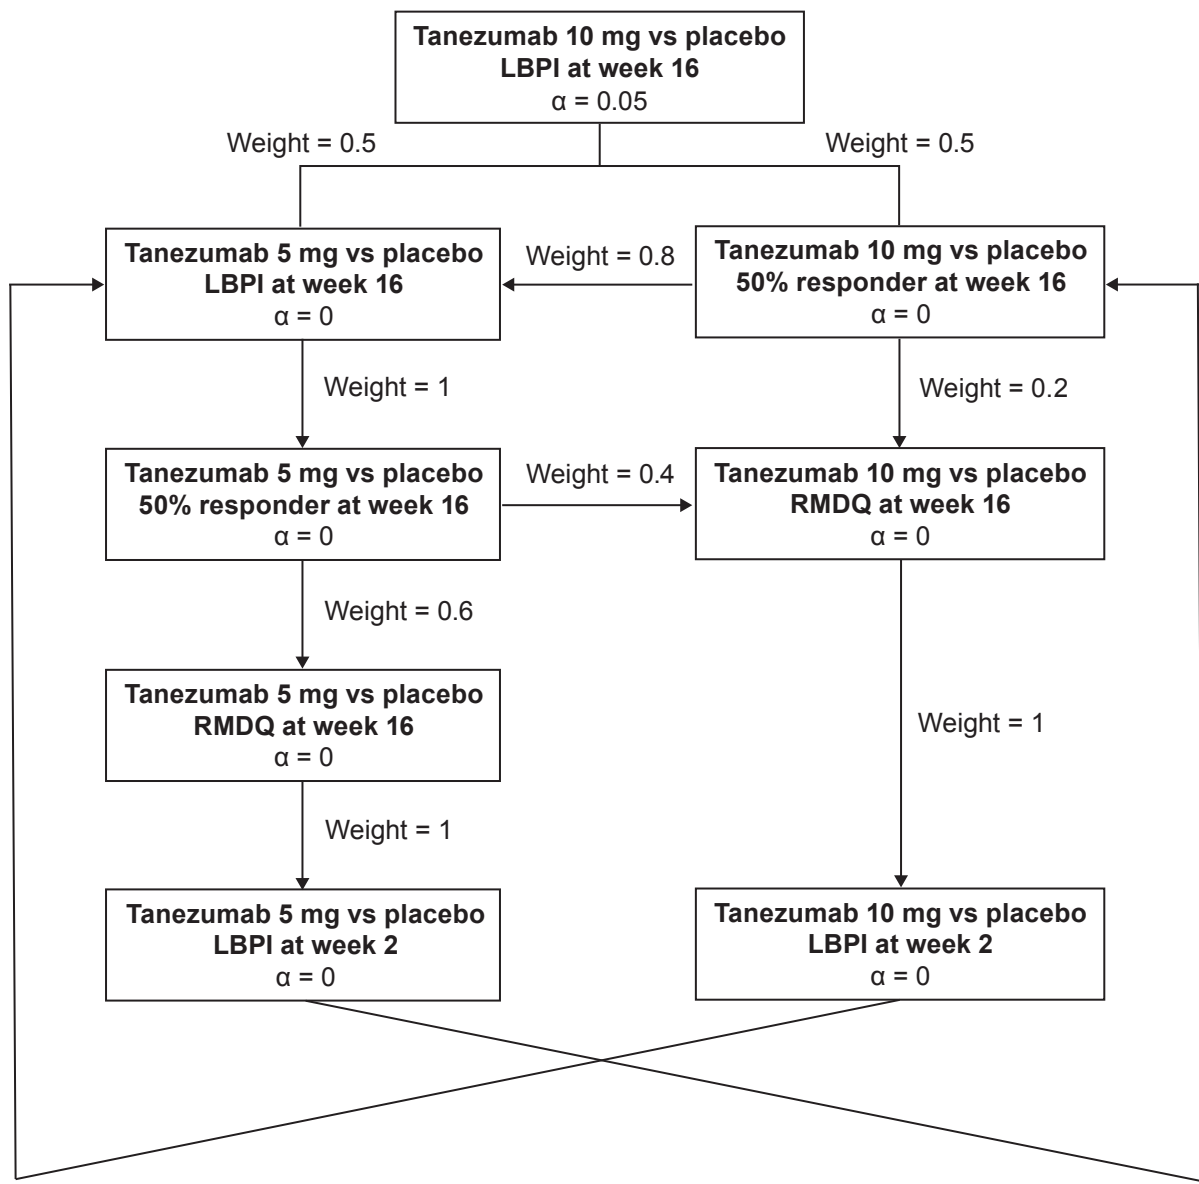 Tanezumab 10 mg vs placebo
LBPI at week 16
α = 0.05
Weight = 0.5
Weight = 0.5
Tanezumab 5 mg vs placebo
LBPI at week 16
α = 0
Weight = 0.8
Tanezumab 10 mg vs placebo
50% responder at week 16
α = 0
Weight = 1
Weight = 0.2
Tanezumab 5 mg vs placebo
50% responder at week 16
α = 0
Weight = 0.4
Tanezumab 10 mg vs placebo
RMDQ at week 16
α = 0
Weight = 0.6
Tanezumab 5 mg vs placebo
RMDQ at week 16
α = 0
Weight = 1
Weight = 1
Tanezumab 5 mg vs placebo
LBPI at week 2
α = 0
Tanezumab 10 mg vs placebo
LBPI at week 2
α = 0